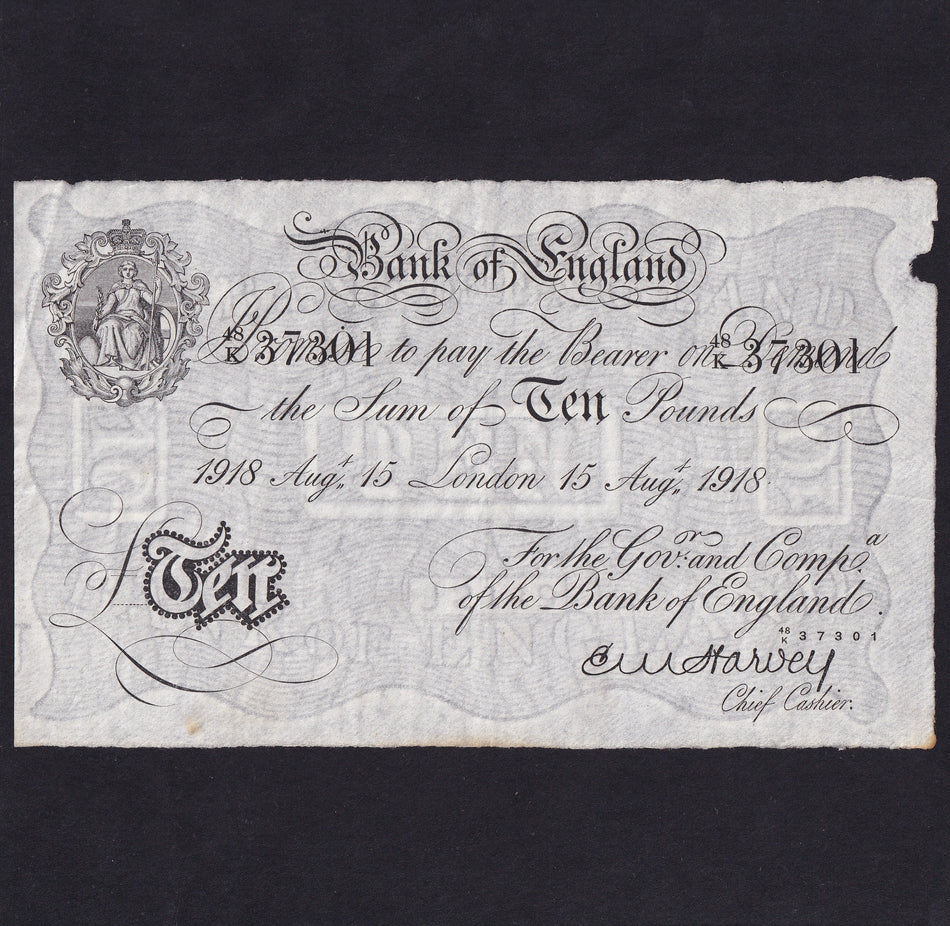 Bank of England
48/K 37301 to pay the Bearer on 48/K 37301
the Sum of Ten Pounds
1918 Augt. 15 London 15 Augt. 1918.
£Ten
For the Govr. and Compa.
of the Bank of England.
48/K 37301
E M Harvey
Chief Cashier.